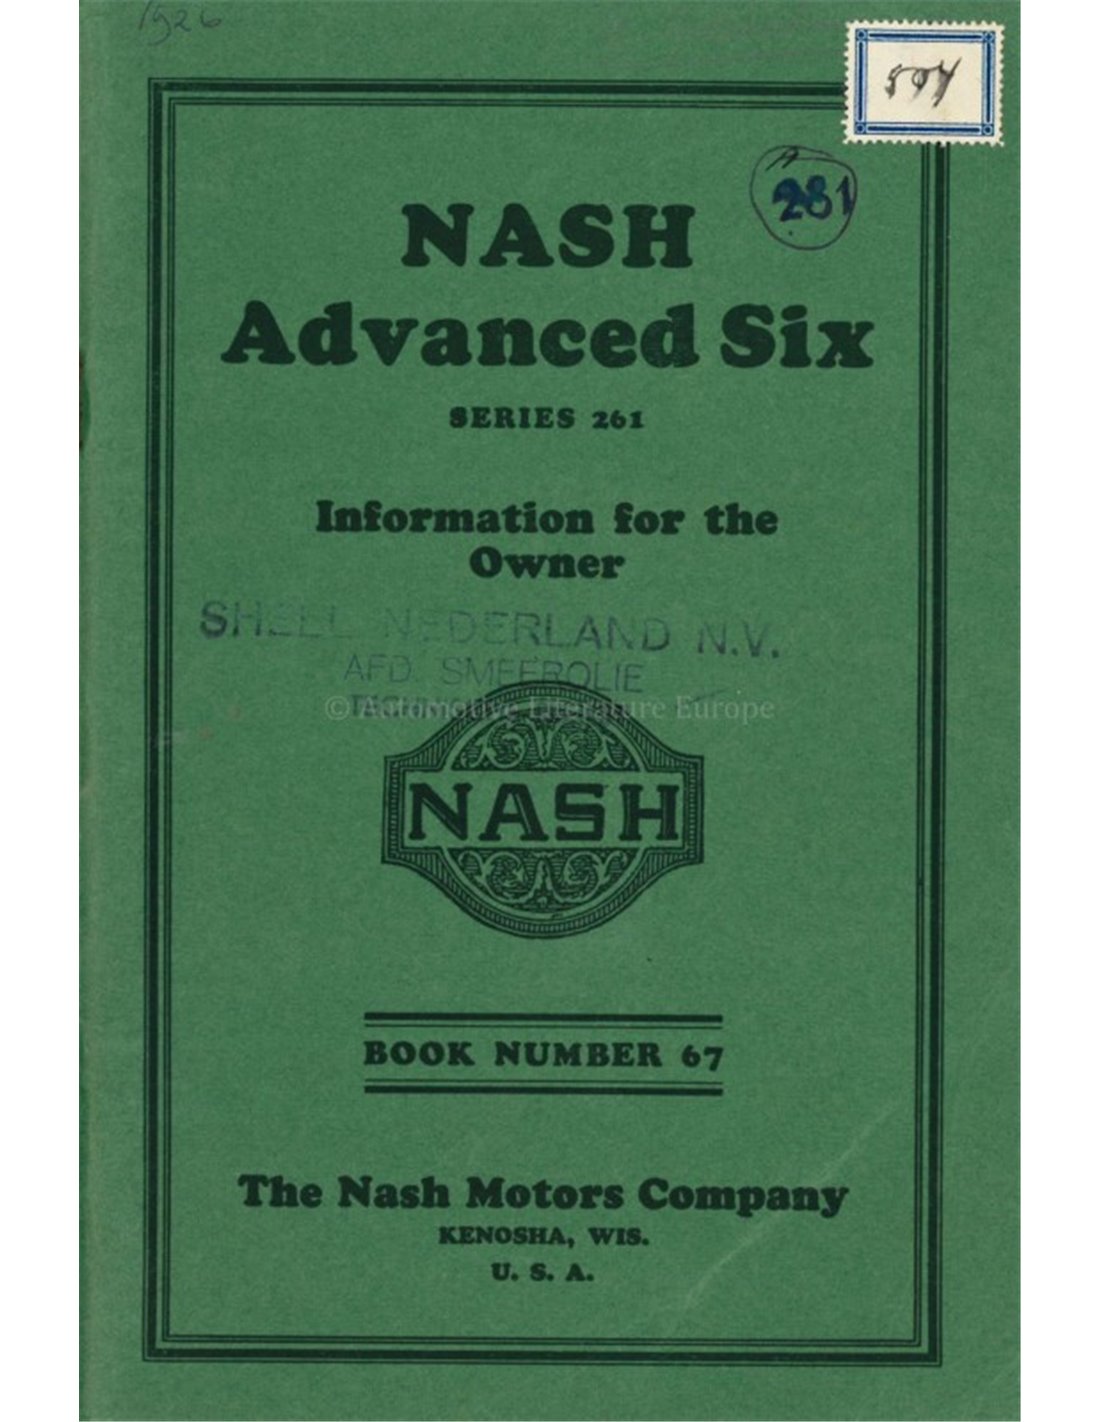 1926
504
A
281
NASH
Advanced Six
SERIES 261
Information for the
Owner
SHELL NEDERLAND N.V.
AFD. SMEEROLIE
© Automotive Literature Europe
NASH
BOOK NUMBER 67
The Nash Motors Company
KENOSHA, WIS.
U. S. A.